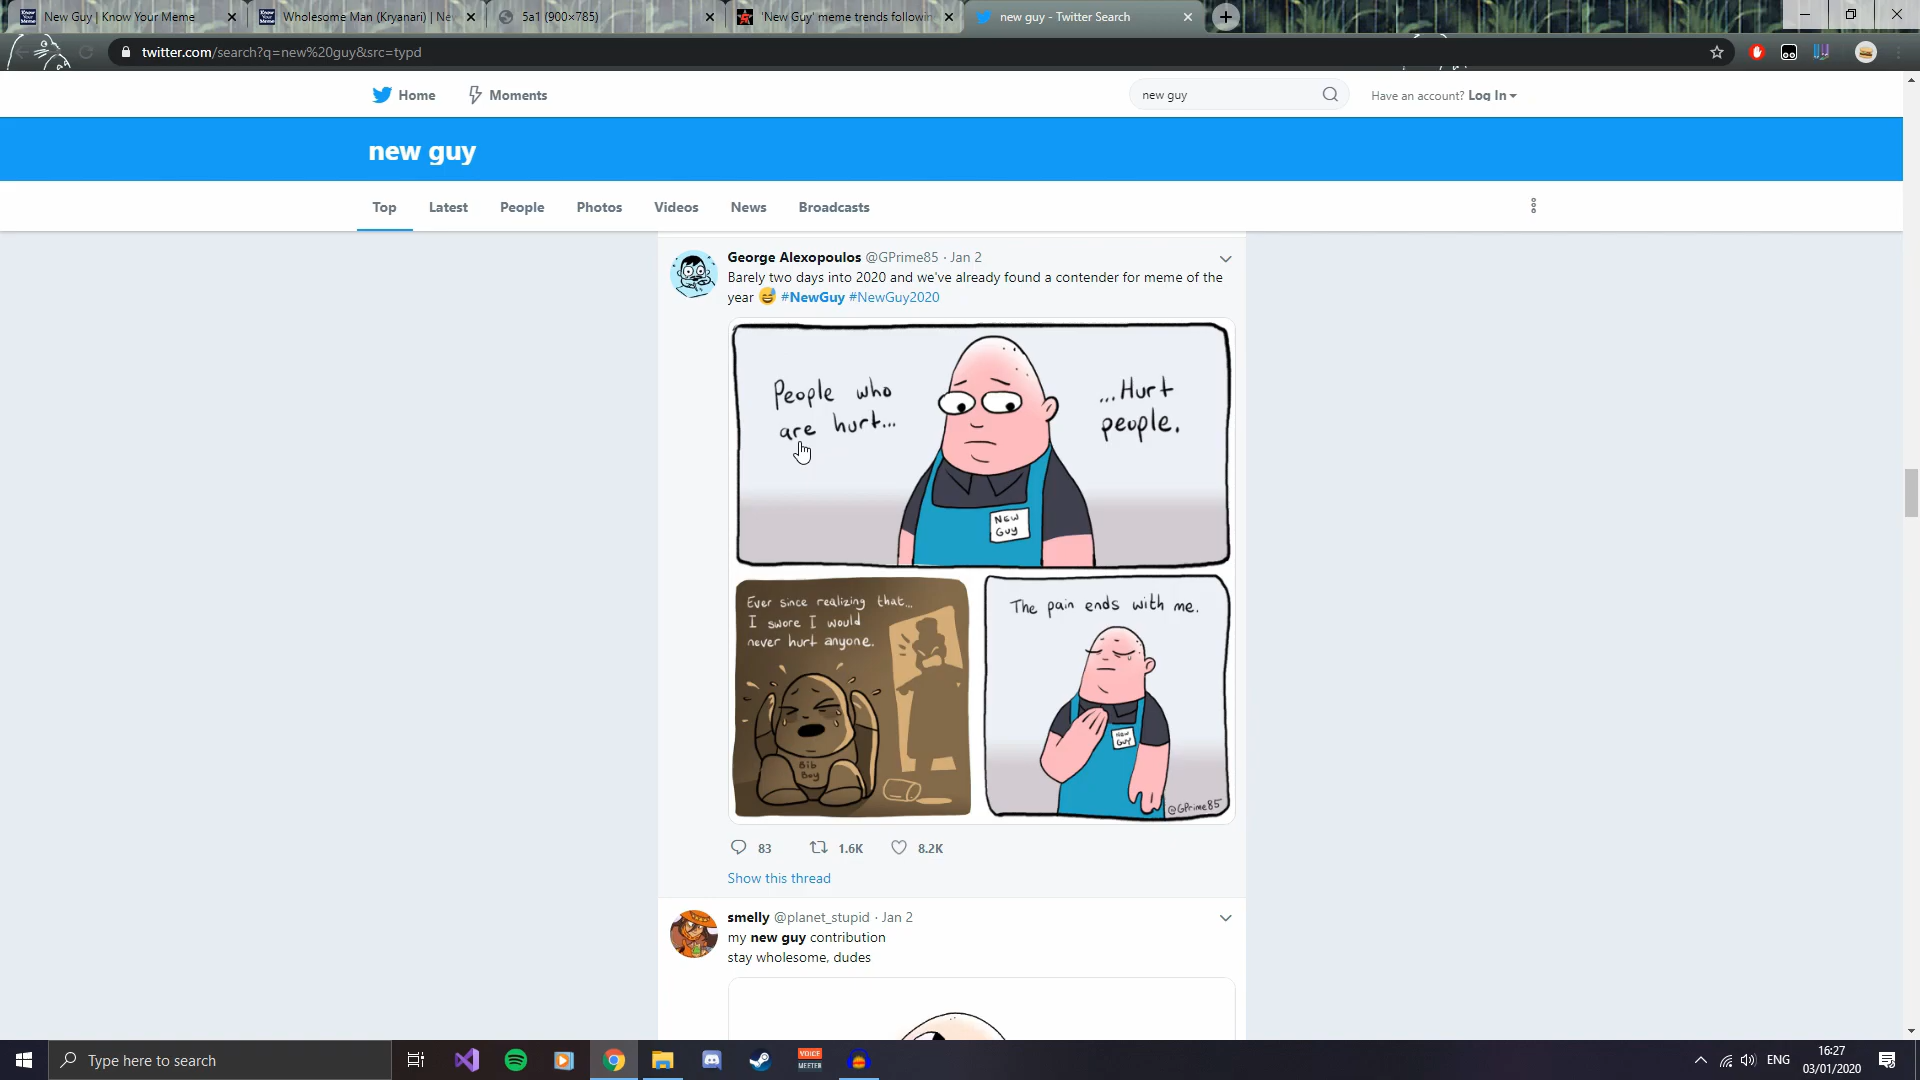 New Guy | Know Your Meme
Wholesome Man (Kryanari) | Ne
5a1 (900×785)
'New Guy' meme trends followin
new guy - Twitter Search
twitter.com/search?q=new%20guy&src=typd
Home
Moments
new guy
Have an account? Log In
new guy
Top
Latest
People
Photos
Videos
News
Broadcasts
George Alexopoulos @GPrime85 · Jan 2
Barely two days into 2020 and we've already found a contender for meme of the
year 😅 #NewGuy #NewGuy2020
People who
are hurt...
...Hurt
people.
NEW
GUY
Ever since realizing that...
I swore I would
never hurt anyone.
Bib
Boy
The pain ends with me.
NEW
GUY
@GPrime85
83
1.6K
8.2K
Show this thread
smelly @planet_stupid · Jan 2
my new guy contribution
stay wholesome, dudes
Type here to search
VOICE
MEETER
ENG
16:27
03/01/2020